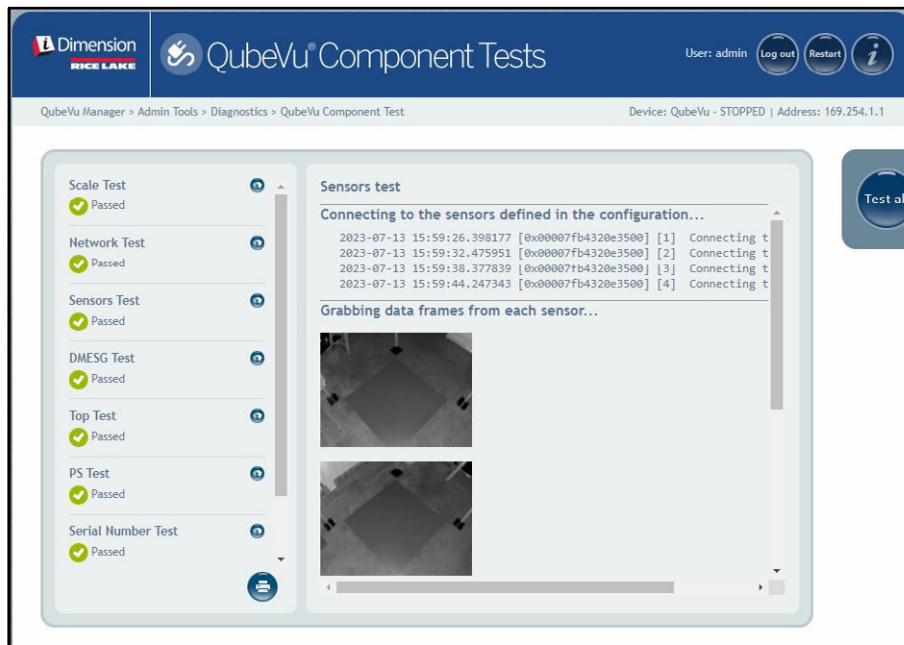 iDimension
RICE LAKE
QubeVu® Component Tests
User: admin
Log out
Restart
i
QubeVu Manager > Admin Tools > Diagnostics > QubeVu Component Test
Device: QubeVu - STOPPED | Address: 169.254.1.1
Scale Test
Passed
Network Test
Passed
Sensors Test
Passed
DMESG Test
Passed
Top Test
Passed
PS Test
Passed
Serial Number Test
Passed
Sensors test
Connecting to the sensors defined in the configuration...
2023-07-13 15:59:26.398177 [0x00007fb4320e3500] [1] Connecting t
2023-07-13 15:59:32.475951 [0x00007fb4320e3500] [2] Connecting t
2023-07-13 15:59:38.377839 [0x00007fb4320e3500] [3] Connecting t
2023-07-13 15:59:44.247343 [0x00007fb4320e3500] [4] Connecting t
Grabbing data frames from each sensor...
Test al